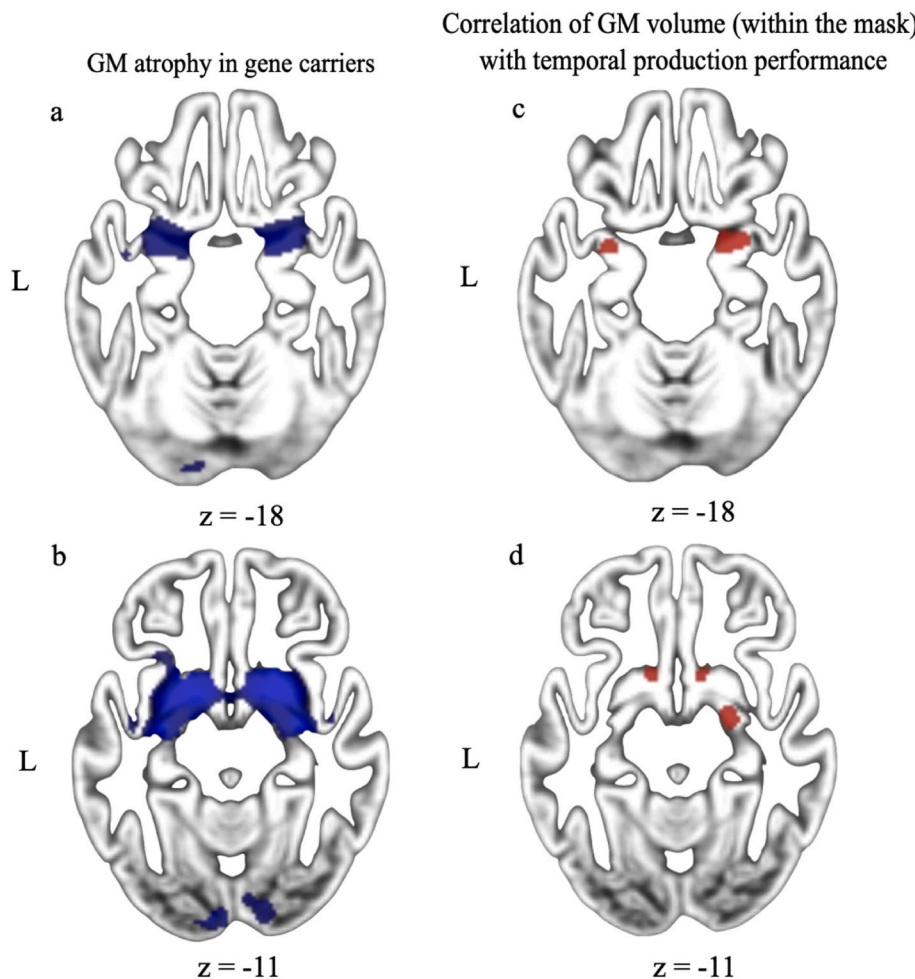 GM atrophy in gene carriers
Correlation of GM volume (within the mask)
with temporal production performance
a
c
L
L
z = -18
z = -18
b
d
L
L
z = -11
z = -11